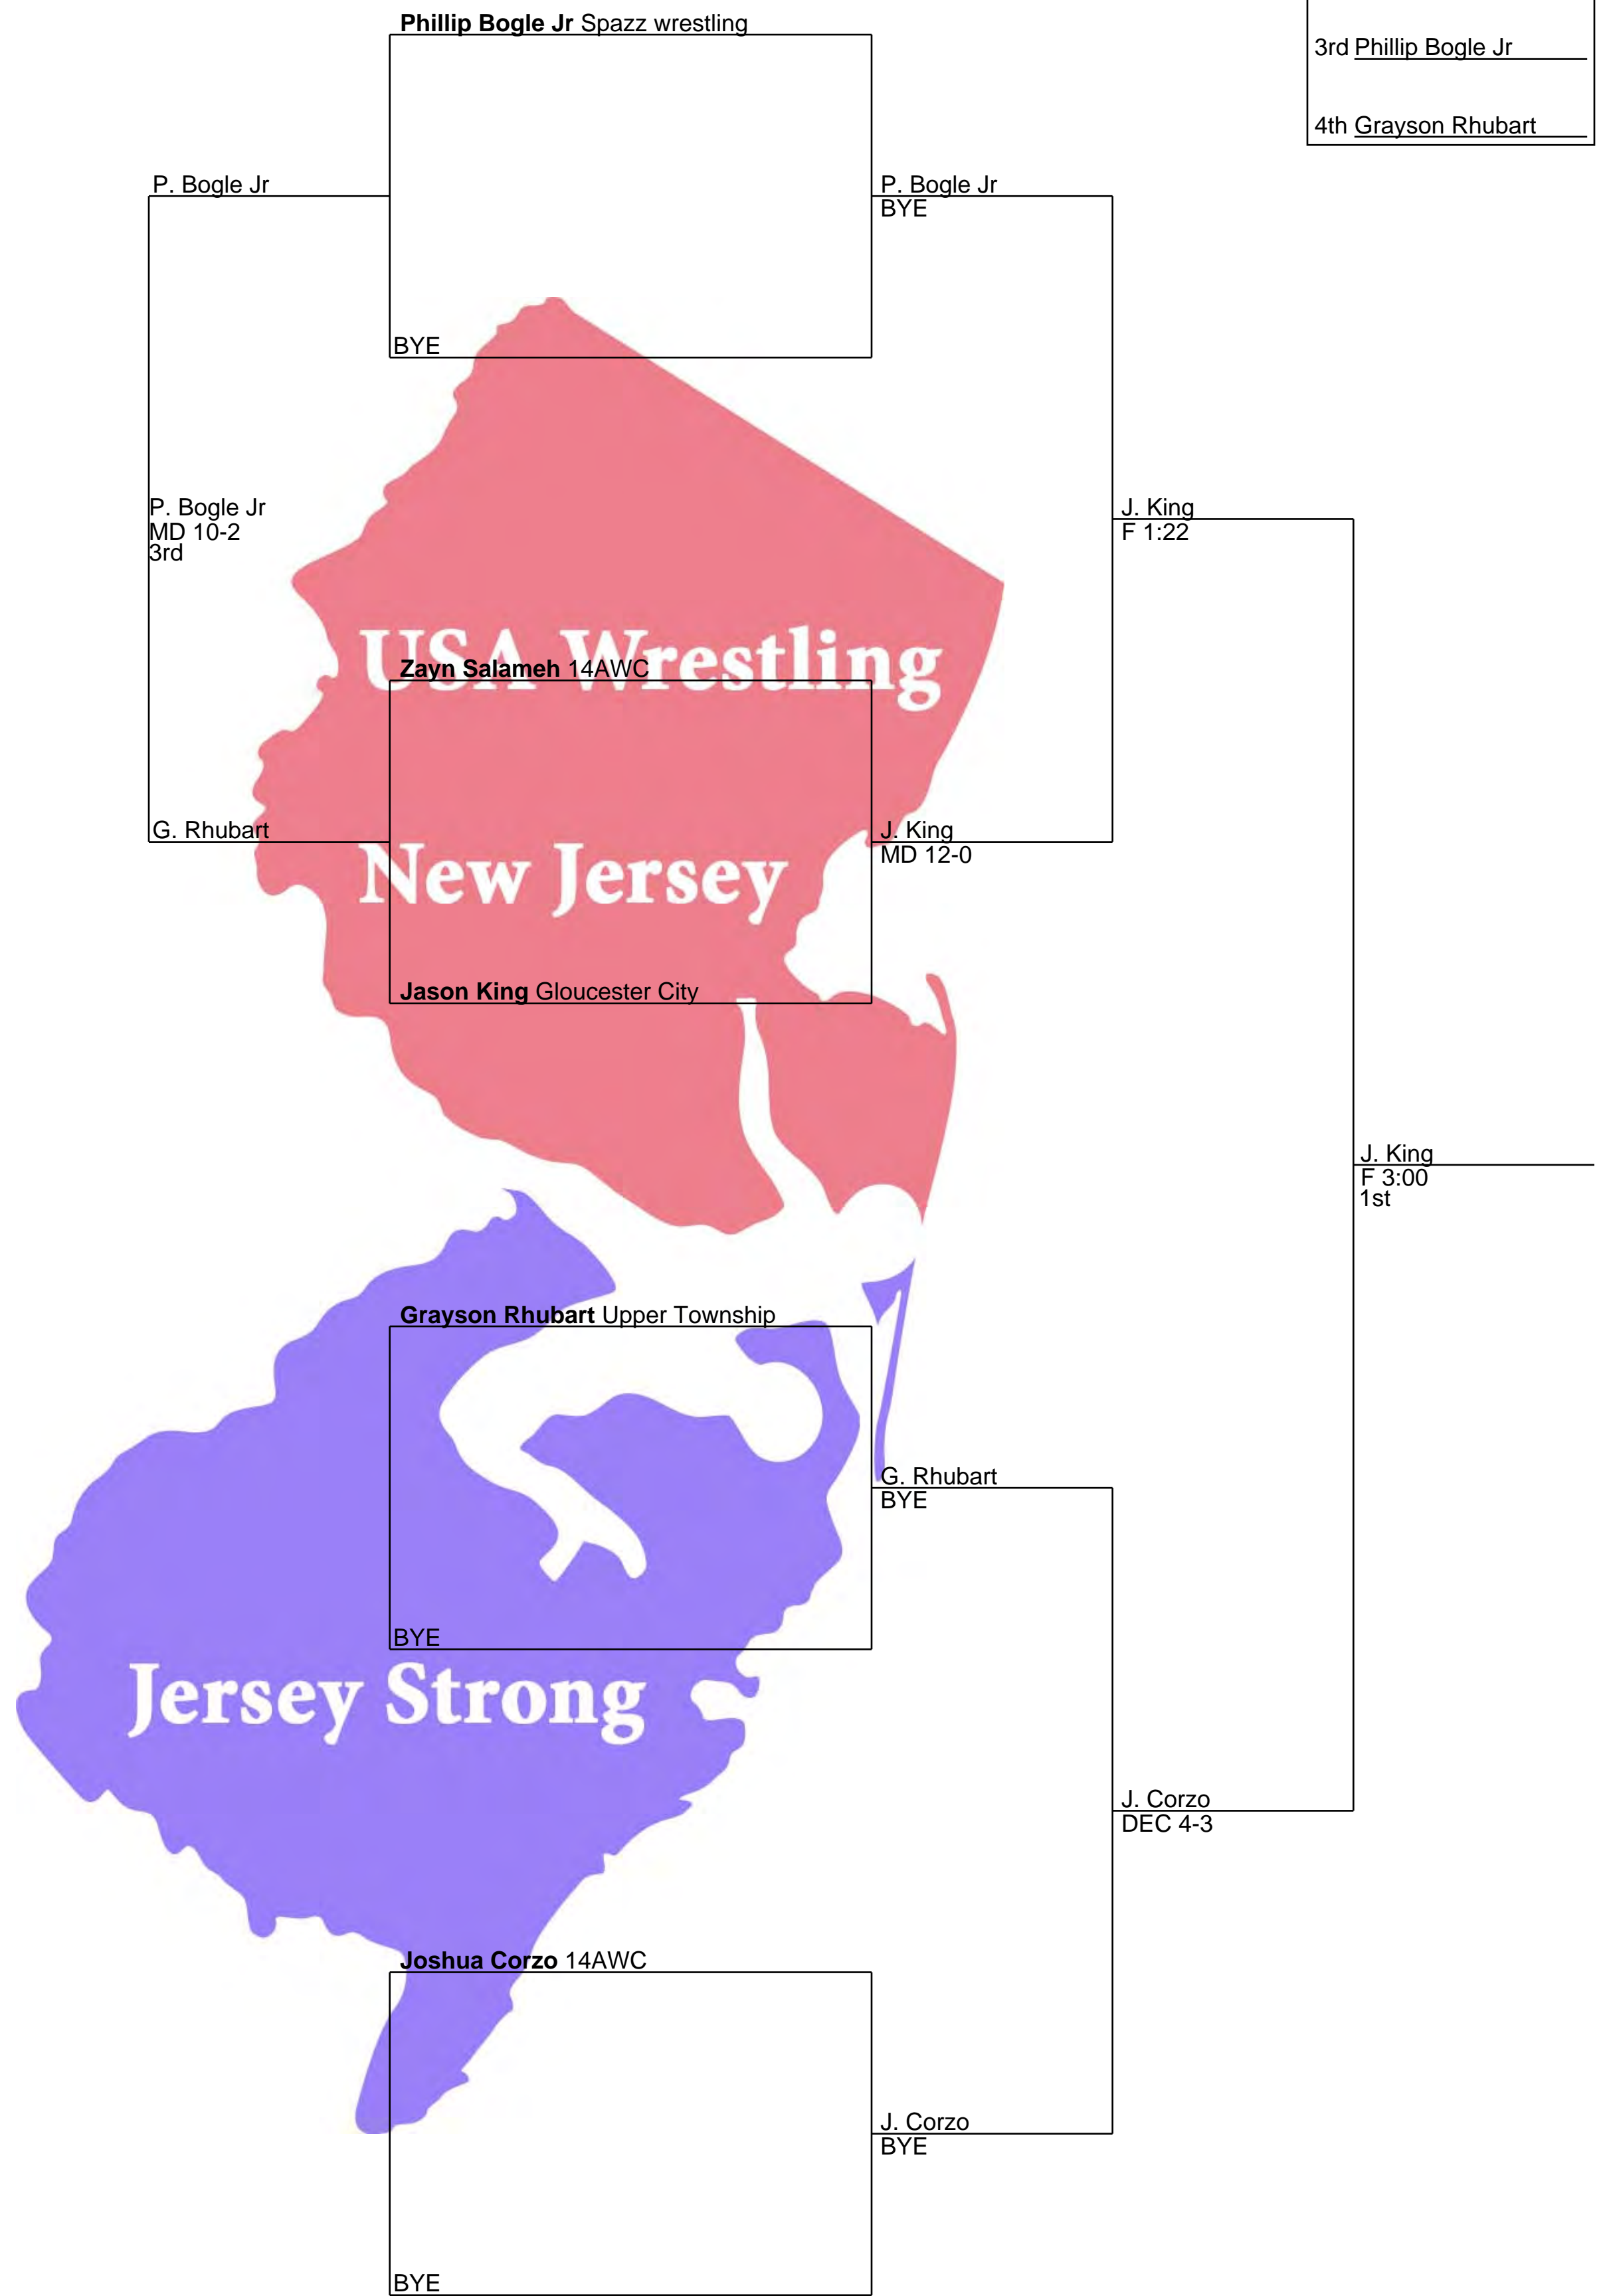 Phillip Bogle Jr Spazz wrestling
3rd Phillip Bogle Jr
4th Grayson Rhubart
P. Bogle Jr
P. Bogle Jr
BYE
BYE
P. Bogle Jr
MD 10-2
3rd
J. King
F 1:22
USA Wrestling
Zayn Salameh 14AWC
G. Rhubart
J. King
MD 12-0
New Jersey
Jason King Gloucester City
J. King
F 3:00
1st
Grayson Rhubart Upper Township
G. Rhubart
BYE
BYE
Jersey Strong
J. Corzo
DEC 4-3
Joshua Corzo 14AWC
J. Corzo
BYE
BYE